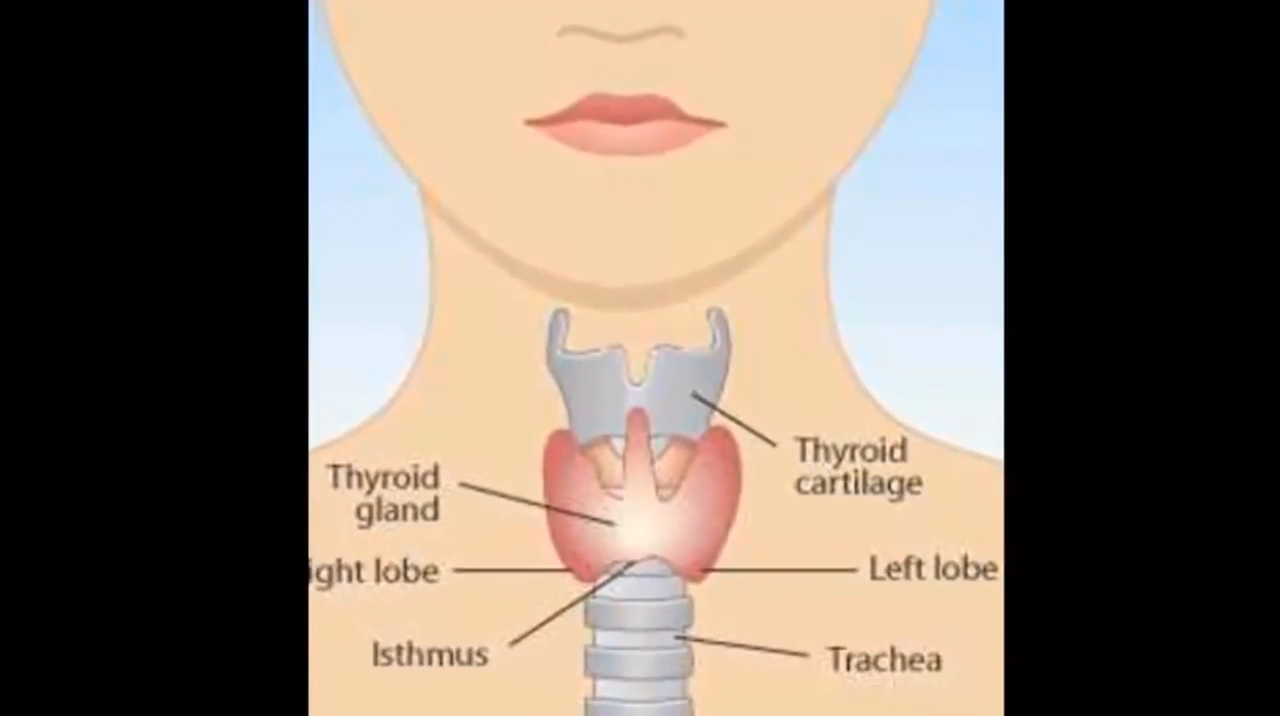 Thyroid
cartilage
Thyroid
gland
ight lobe
Left lobe
Isthmus
Trachea